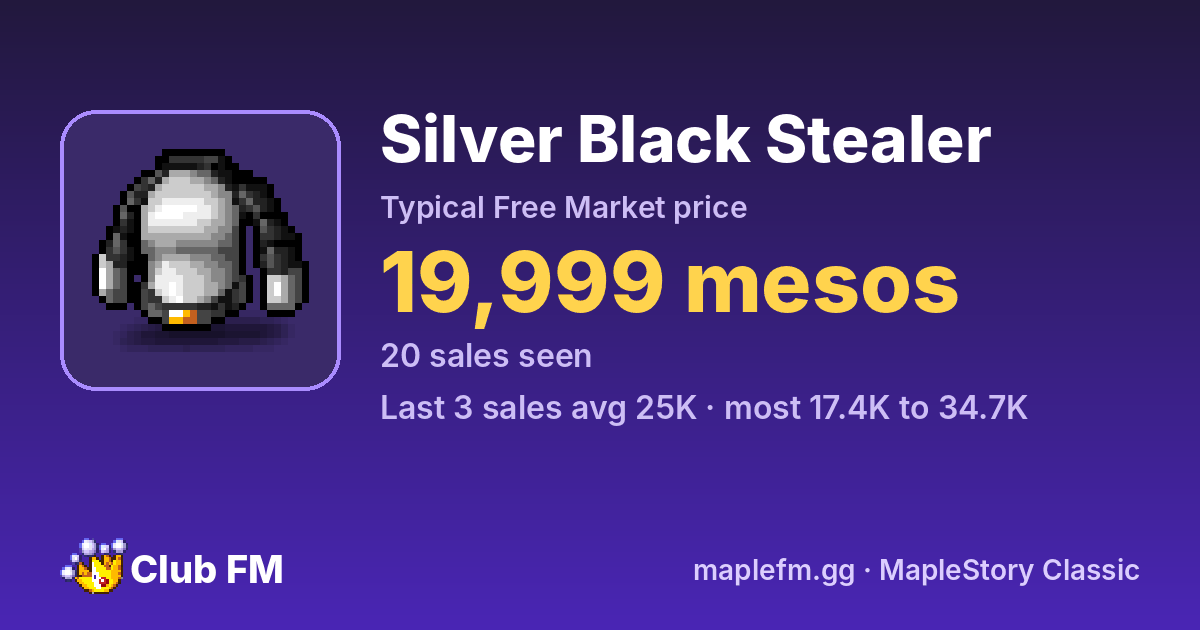 Silver Black Stealer
Typical Free Market price
19,999 mesos
20 sales seen
Last 3 sales avg 25K · most 17.4K to 34.7K
Club FM
maplefm.gg · MapleStory Classic